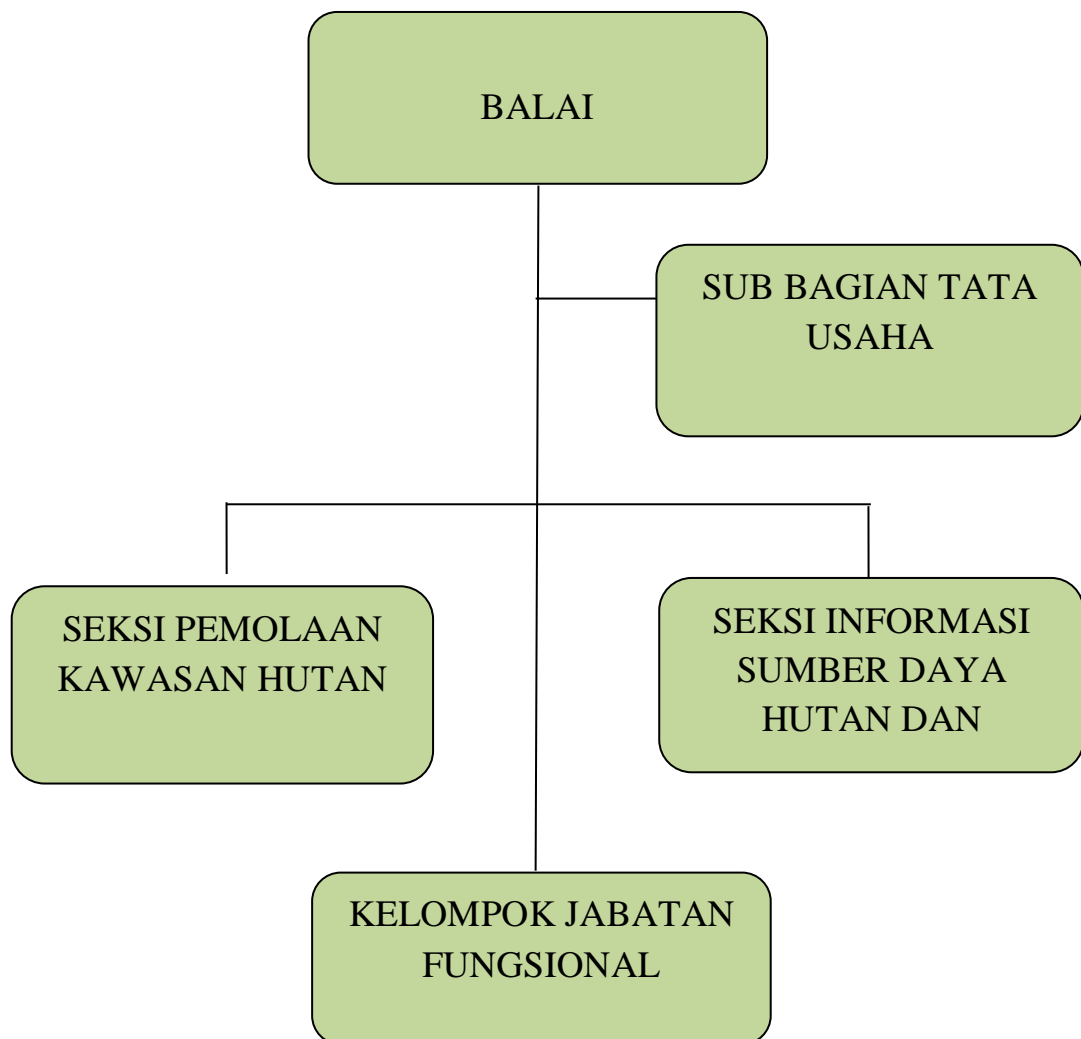 BALAI
SUB BAGIAN TATA
USAHA
SEKSI PEMOLAAN
KAWASAN HUTAN
SEKSI INFORMASI
SUMBER DAYA
HUTAN DAN
KELOMPOK JABATAN
FUNGSIONAL